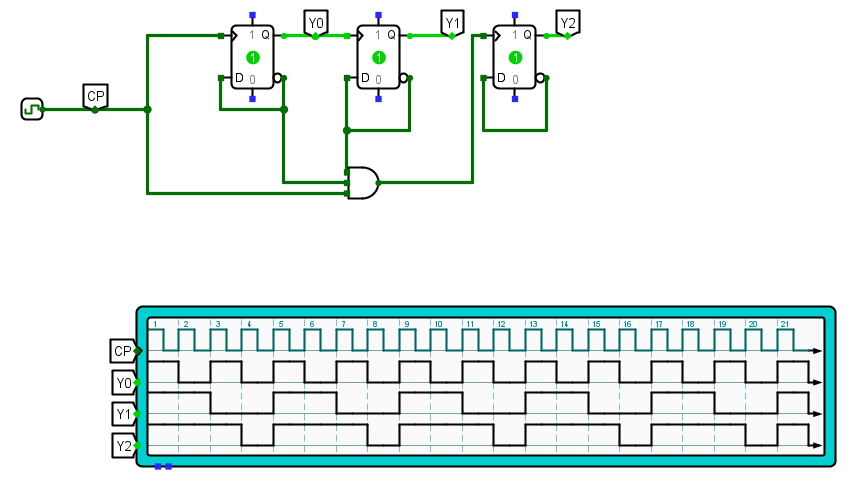 Y0 Y1 Y2
1 Q 1 Q 1 Q
CP 1 1 1
D 0 D 0 D 0
1 2 3 4 5 6 7 8 9 10 11 12 13 14 15 16 17 18 19 20 21
CP
Y0
Y1
Y2